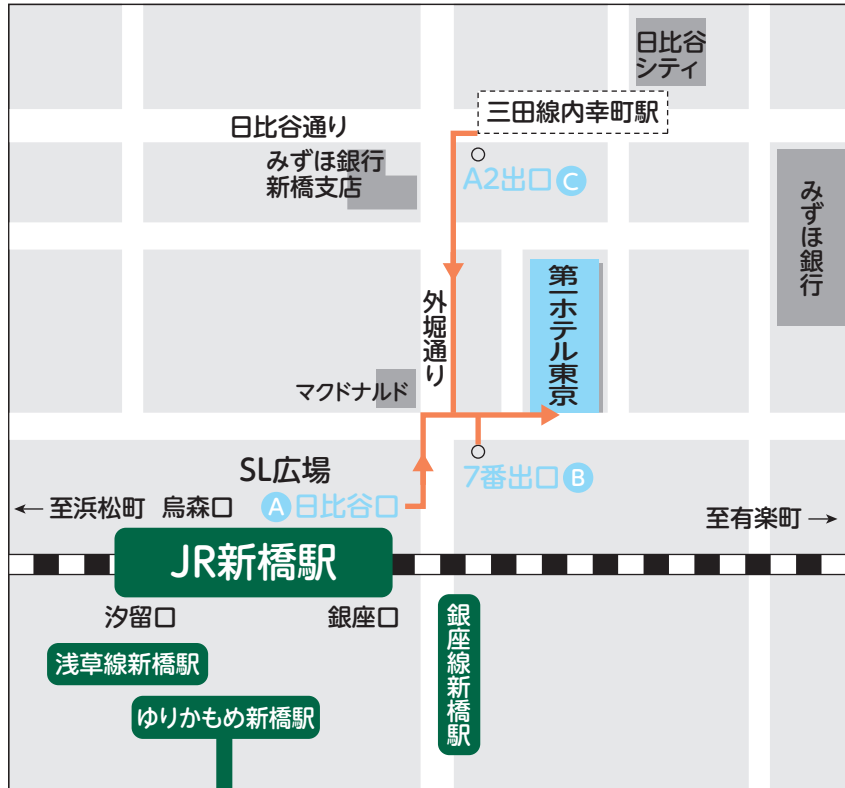 日比谷
シティ
三田線内幸町駅
日比谷通り
みずほ銀行
新橋支店
A2出口 C
みずほ銀行
第一ホテル東京
外堀通り
マクドナルド
SL広場
7番出口 B
← 至浜松町
烏森口
A 日比谷口
至有楽町 →
JR新橋駅
汐留口
銀座口
銀座線新橋駅
浅草線新橋駅
ゆりかもめ新橋駅